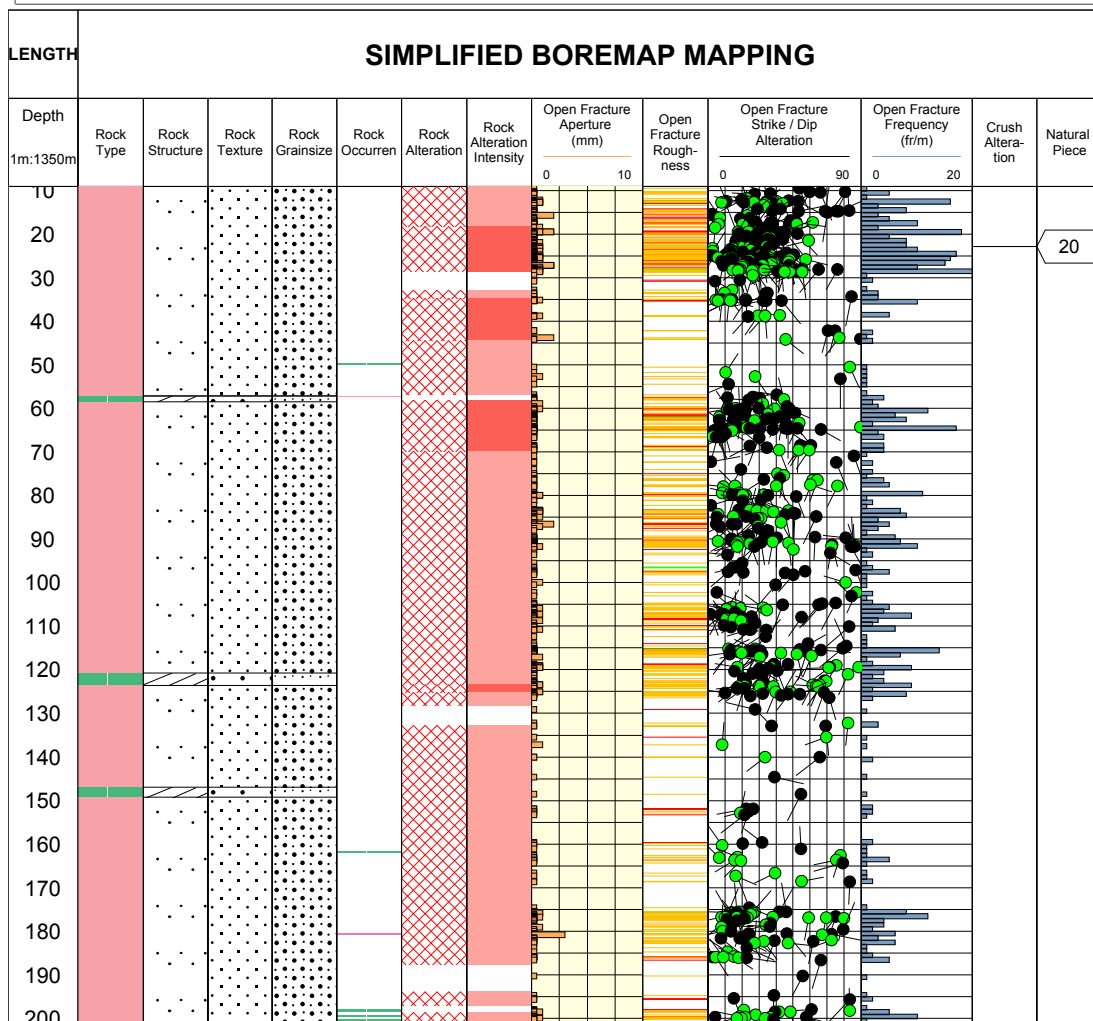 SIMPLIFIED BOREMAP MAPPING
LENGTH
Depth
1m:1350m
Rock
Type
Rock
Structure
Rock
Texture
Rock
Grainsize
Rock
Occurren
Rock
Alteration
Rock
Alteration
Intensity
Open Fracture
Aperture
(mm)
0 10
Open
Fracture
Rough-
ness
Open Fracture
Strike / Dip
Alteration
0 90
Open Fracture
Frequency
(fr/m)
0 20
Crush
Altera-
tion
Natural
Piece
10
20
20
30
40
50
60
70
80
90
100
110
120
130
140
150
160
170
180
190
200